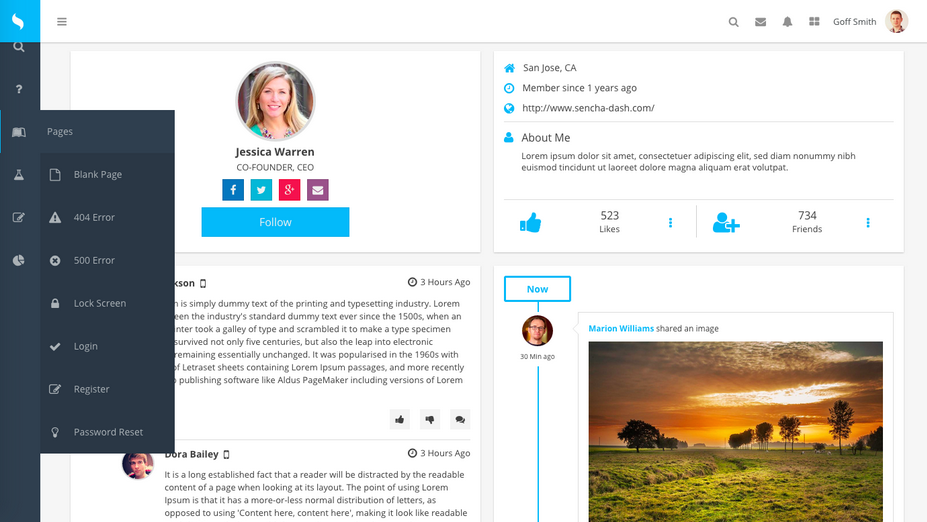 Goff Smith
Pages
Blank Page
404 Error
500 Error
Lock Screen
Login
Register
Password Reset
Jessica Warren
CO-FOUNDER, CEO
Follow
San Jose, CA
Member since 1 years ago
http://www.sencha-dash.com/
About Me
Lorem ipsum dolor sit amet, consectetuer adipiscing elit, sed diam nonummy nibh
euismod tincidunt ut laoreet dolore magna aliquam erat volutpat.
523
Likes
734
Friends
kson
3 Hours Ago
is simply dummy text of the printing and typesetting industry. Lorem
een the industry's standard dummy text ever since the 1500s, when an
nter took a galley of type and scrambled it to make a type specimen
survived not only five centuries, but also the leap into electronic
remaining essentially unchanged. It was popularised in the 1960s with
of Letraset sheets containing Lorem Ipsum passages, and more recently
publishing software like Aldus PageMaker including versions of Lorem
Dora Bailey
3 Hours Ago
It is a long established fact that a reader will be distracted by the readable
content of a page when looking at its layout. The point of using Lorem
Ipsum is that it has a more-or-less normal distribution of letters, as
opposed to using 'Content here, content here', making it look like readable
Now
30 Min ago
Marion Williams shared an image